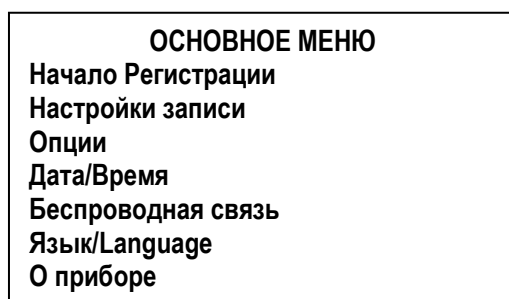 ОСНОВНОЕ МЕНЮ
Начало Регистрации
Настройки записи
Опции
Дата/Время
Беспроводная связь
Язык/Language
О приборе